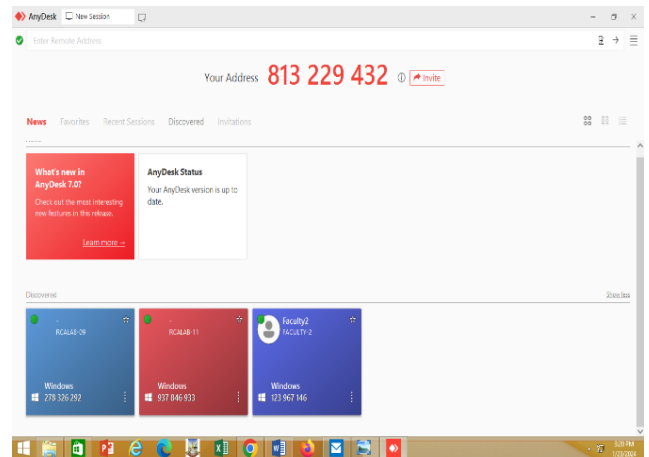 AnyDesk New Session
Enter Remote Address
Your Address 813 229 432 Invite
News Favorites Recent Sessions Discovered Invitations
What's new in
AnyDesk 7.0?
Check out the most interesting
new features in this release.
Learn more →
AnyDesk Status
Your AnyDesk version is up to
date.
Discovered Show less
RCALAB-09
Windows
278 326 292
RCALAB-11
Windows
937 846 933
Faculty2
FACULTY-2
Windows
123 967 146